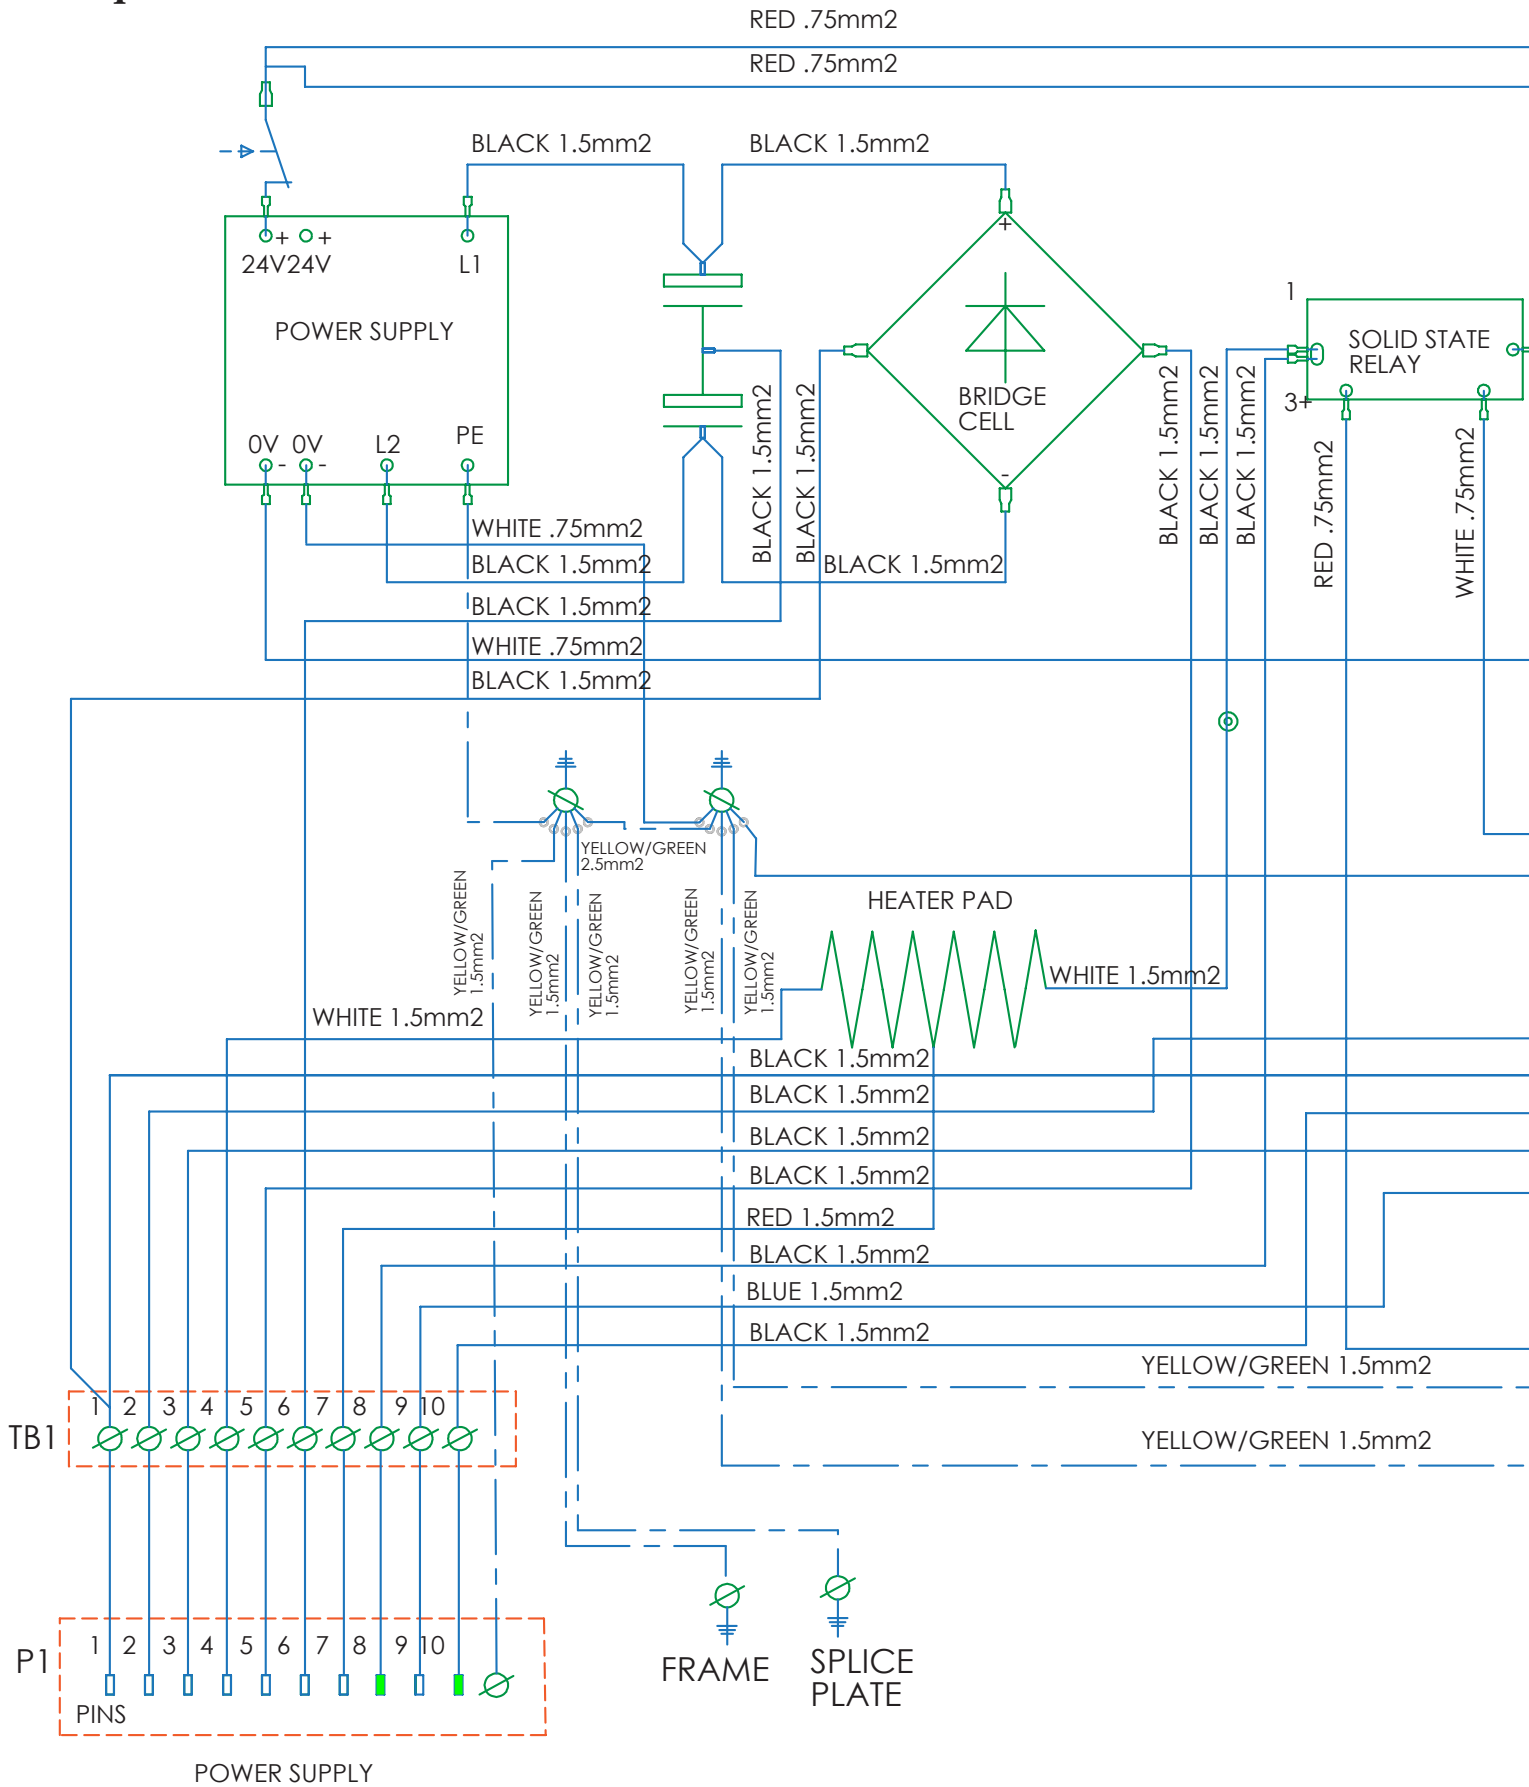 RED .75mm2
RED .75mm2
BLACK 1.5mm2
BLACK 1.5mm2
+
+
24V
24V
L1
POWER SUPPLY
0V
-
0V
-
L2
PE
+
BRIDGE
CELL
-
1
SOLID STATE
RELAY
3+
BLACK 1.5mm2
BLACK 1.5mm2
BLACK 1.5mm2
BLACK 1.5mm2
BLACK 1.5mm2
RED .75mm2
WHITE .75mm2
WHITE .75mm2
BLACK 1.5mm2
BLACK 1.5mm2
BLACK 1.5mm2
WHITE .75mm2
BLACK 1.5mm2
YELLOW/GREEN
2.5mm2
YELLOW/GREEN
1.5mm2
YELLOW/GREEN
1.5mm2
YELLOW/GREEN
1.5mm2
YELLOW/GREEN
1.5mm2
YELLOW/GREEN
1.5mm2
HEATER PAD
WHITE 1.5mm2
WHITE 1.5mm2
BLACK 1.5mm2
BLACK 1.5mm2
BLACK 1.5mm2
BLACK 1.5mm2
RED 1.5mm2
BLACK 1.5mm2
BLUE 1.5mm2
BLACK 1.5mm2
YELLOW/GREEN 1.5mm2
YELLOW/GREEN 1.5mm2
TB1
1 2 3 4 5 6 7 8 9 10
P1
1 2 3 4 5 6 7 8 9 10
PINS
FRAME
SPLICE
PLATE
POWER SUPPLY